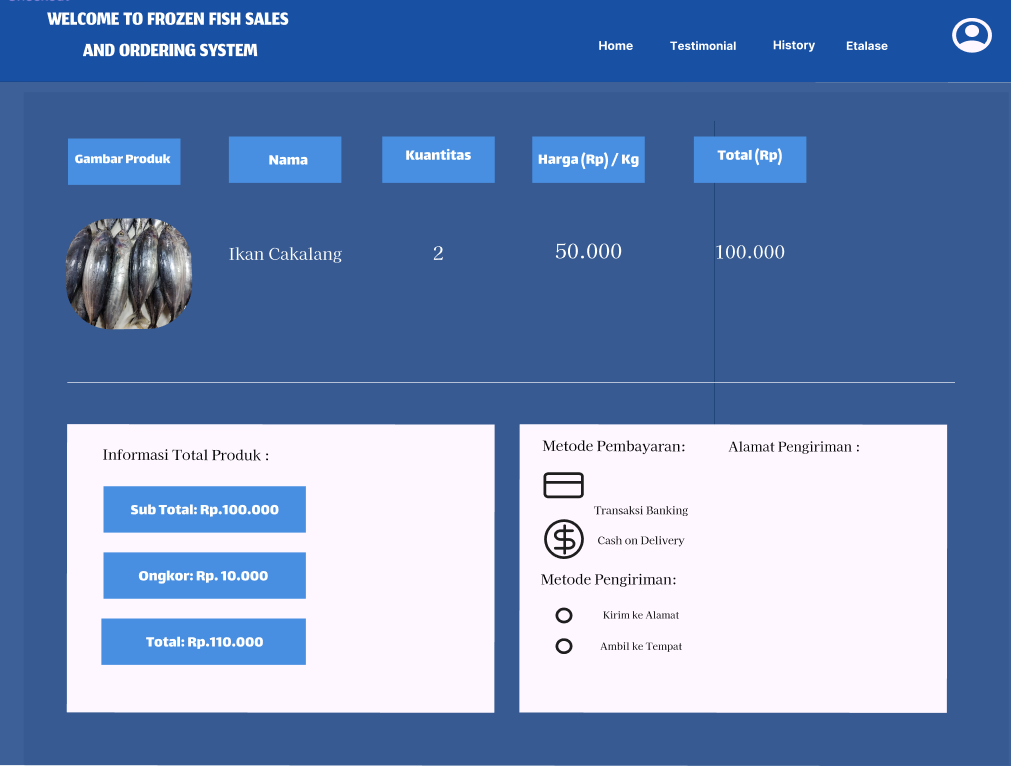 Checkout
WELCOME TO FROZEN FISH SALES
AND ORDERING SYSTEM
Home
Testimonial
History
Etalase
Gambar Produk
Nama
Kuantitas
Harga (Rp) / Kg
Total (Rp)
Ikan Cakalang
2
50.000
100.000
Informasi Total Produk :
Sub Total: Rp.100.000
Ongkor: Rp. 10.000
Total: Rp.110.000
Metode Pembayaran:
Alamat Pengiriman :
Transaksi Banking
Cash on Delivery
Metode Pengiriman:
Kirim ke Alamat
Ambil ke Tempat